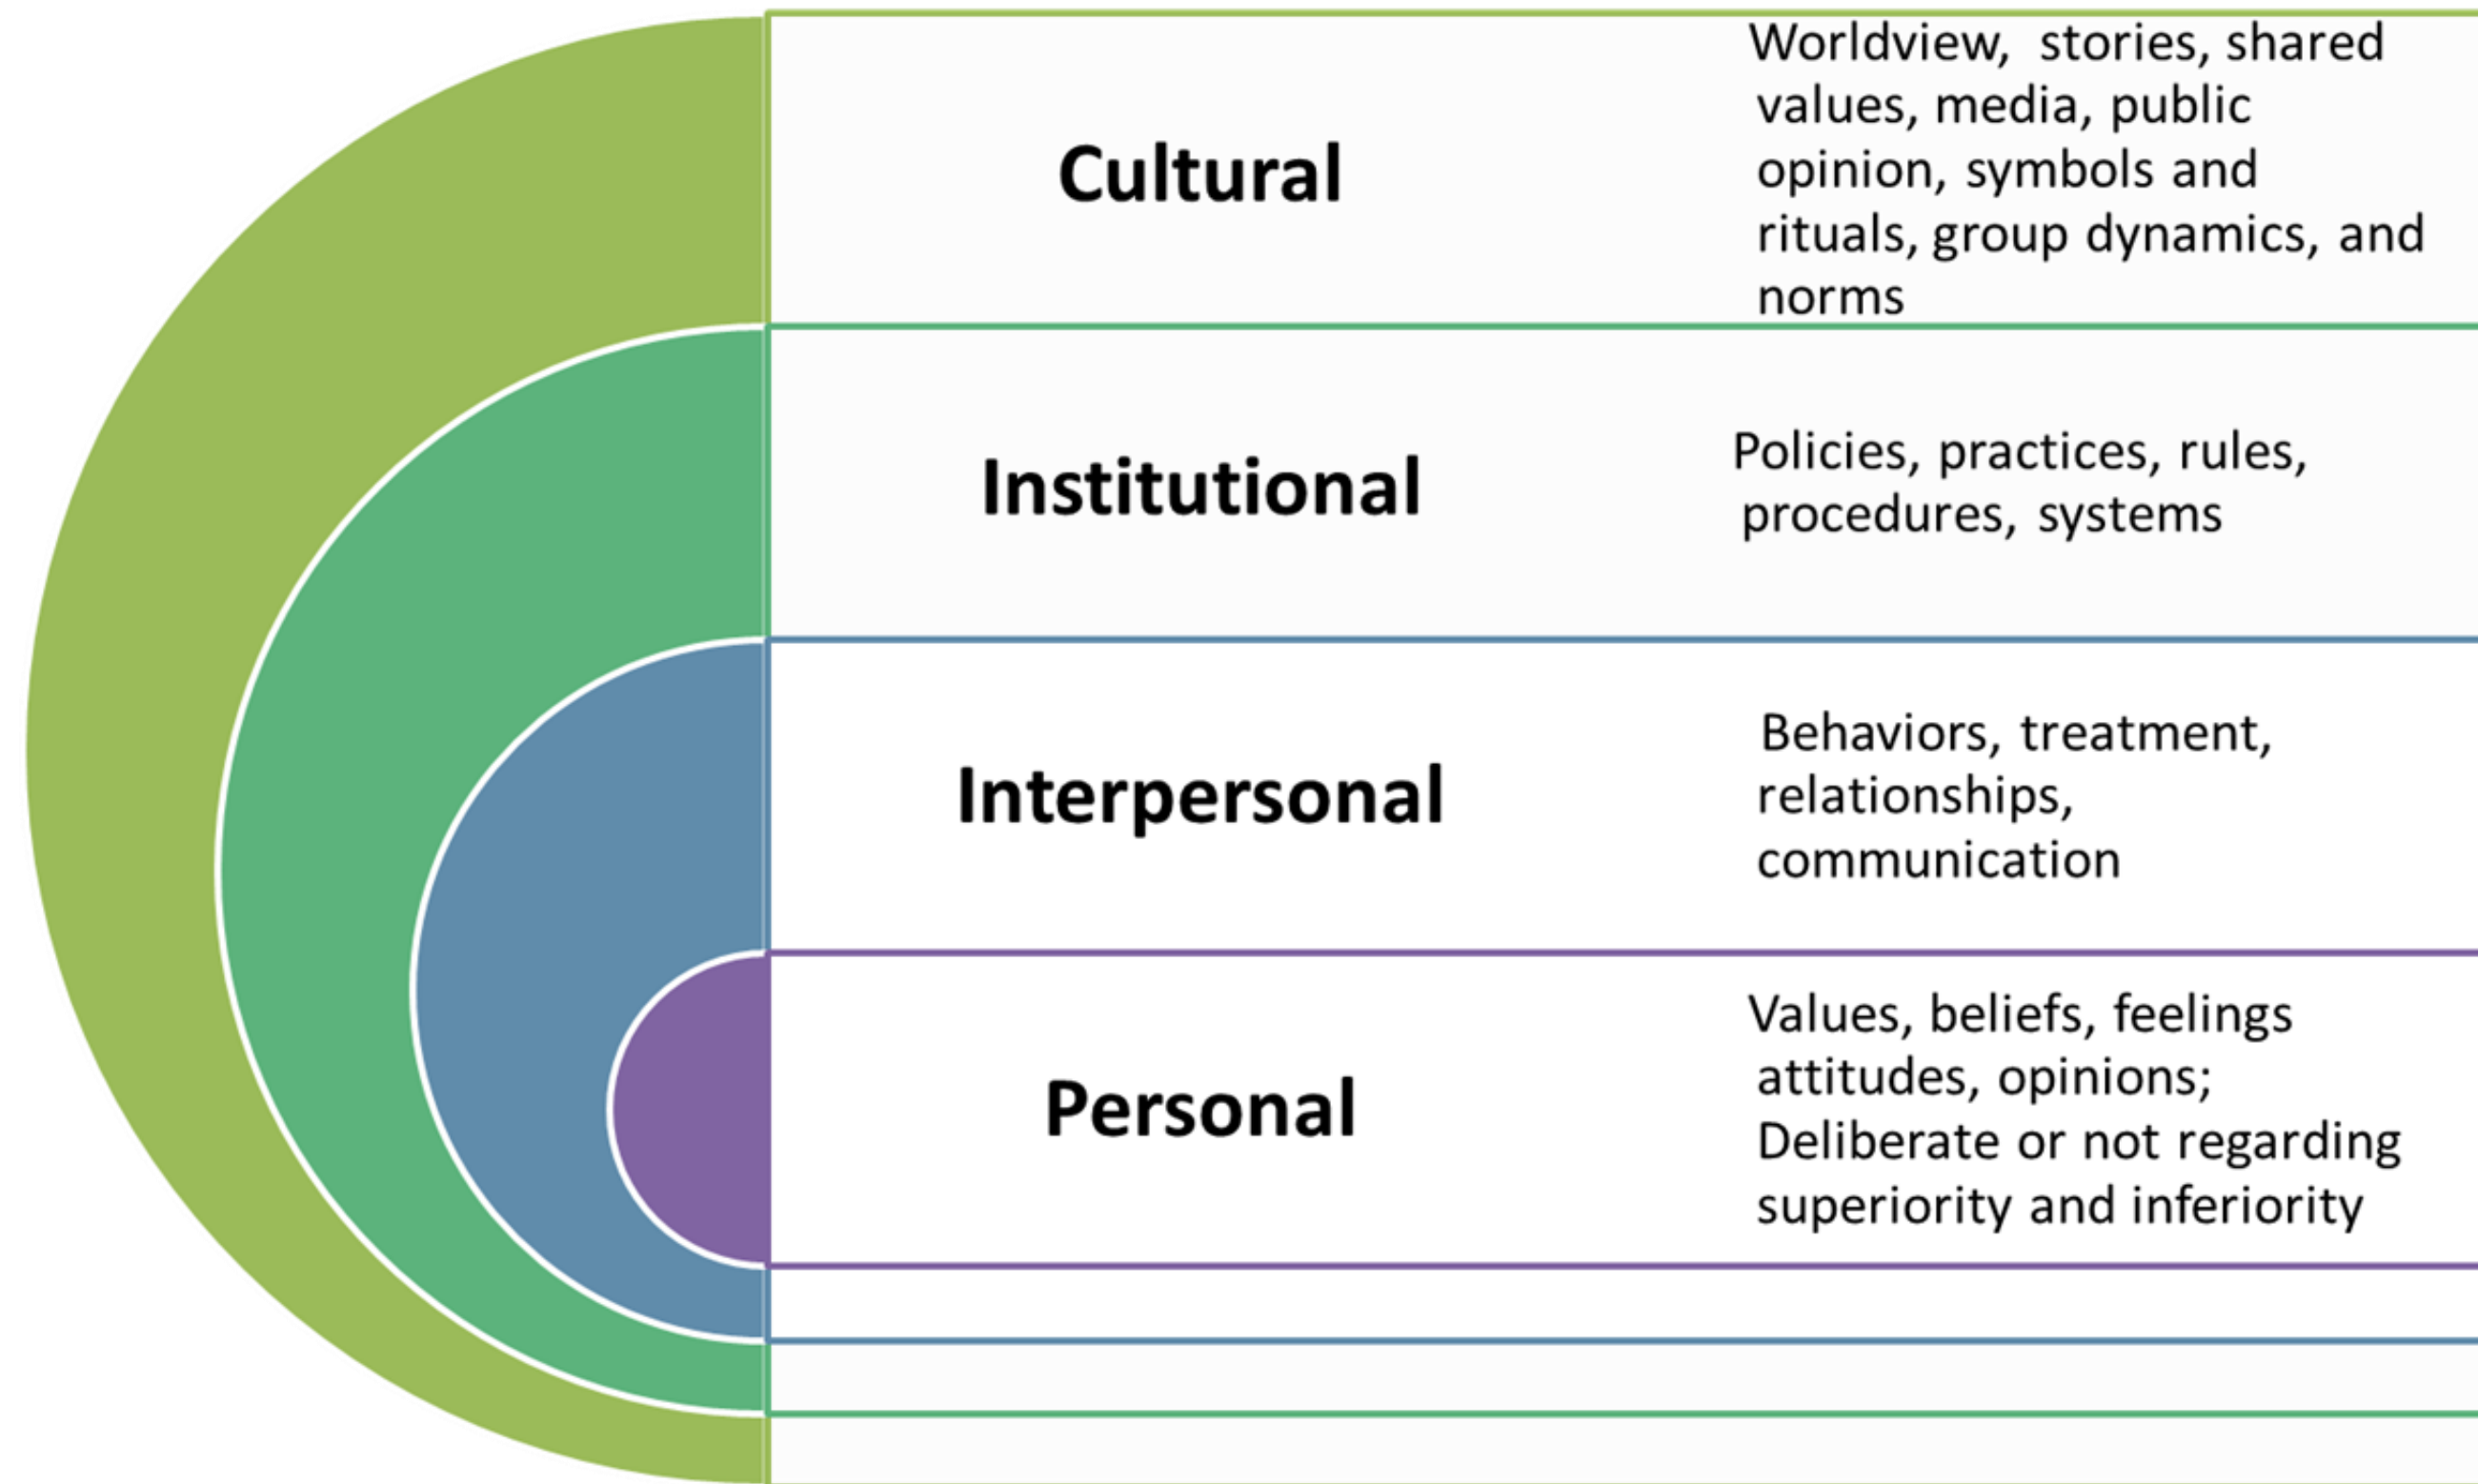 Cultural
Worldview, stories, shared
values, media, public
opinion, symbols and
rituals, group dynamics, and
norms
Institutional
Policies, practices, rules,
procedures, systems
Interpersonal
Behaviors, treatment,
relationships,
communication
Personal
Values, beliefs, feelings
attitudes, opinions;
Deliberate or not regarding
superiority and inferiority